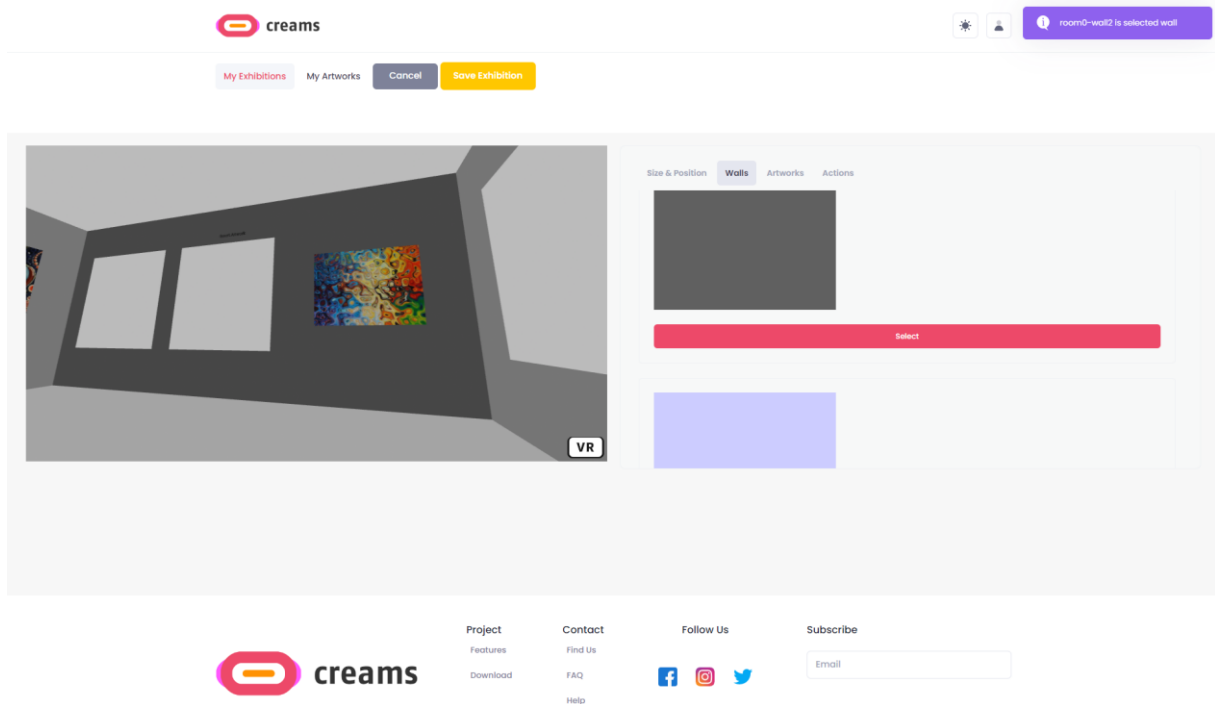 creams
room0-wall2 is selected wall
My Exhibitions My Artworks Cancel Save Exhibition
Size & Position Walls Artworks Actions
Select
VR
Project Contact Follow Us Subscribe
Features Find Us
Email
creams
Download FAQ
Help